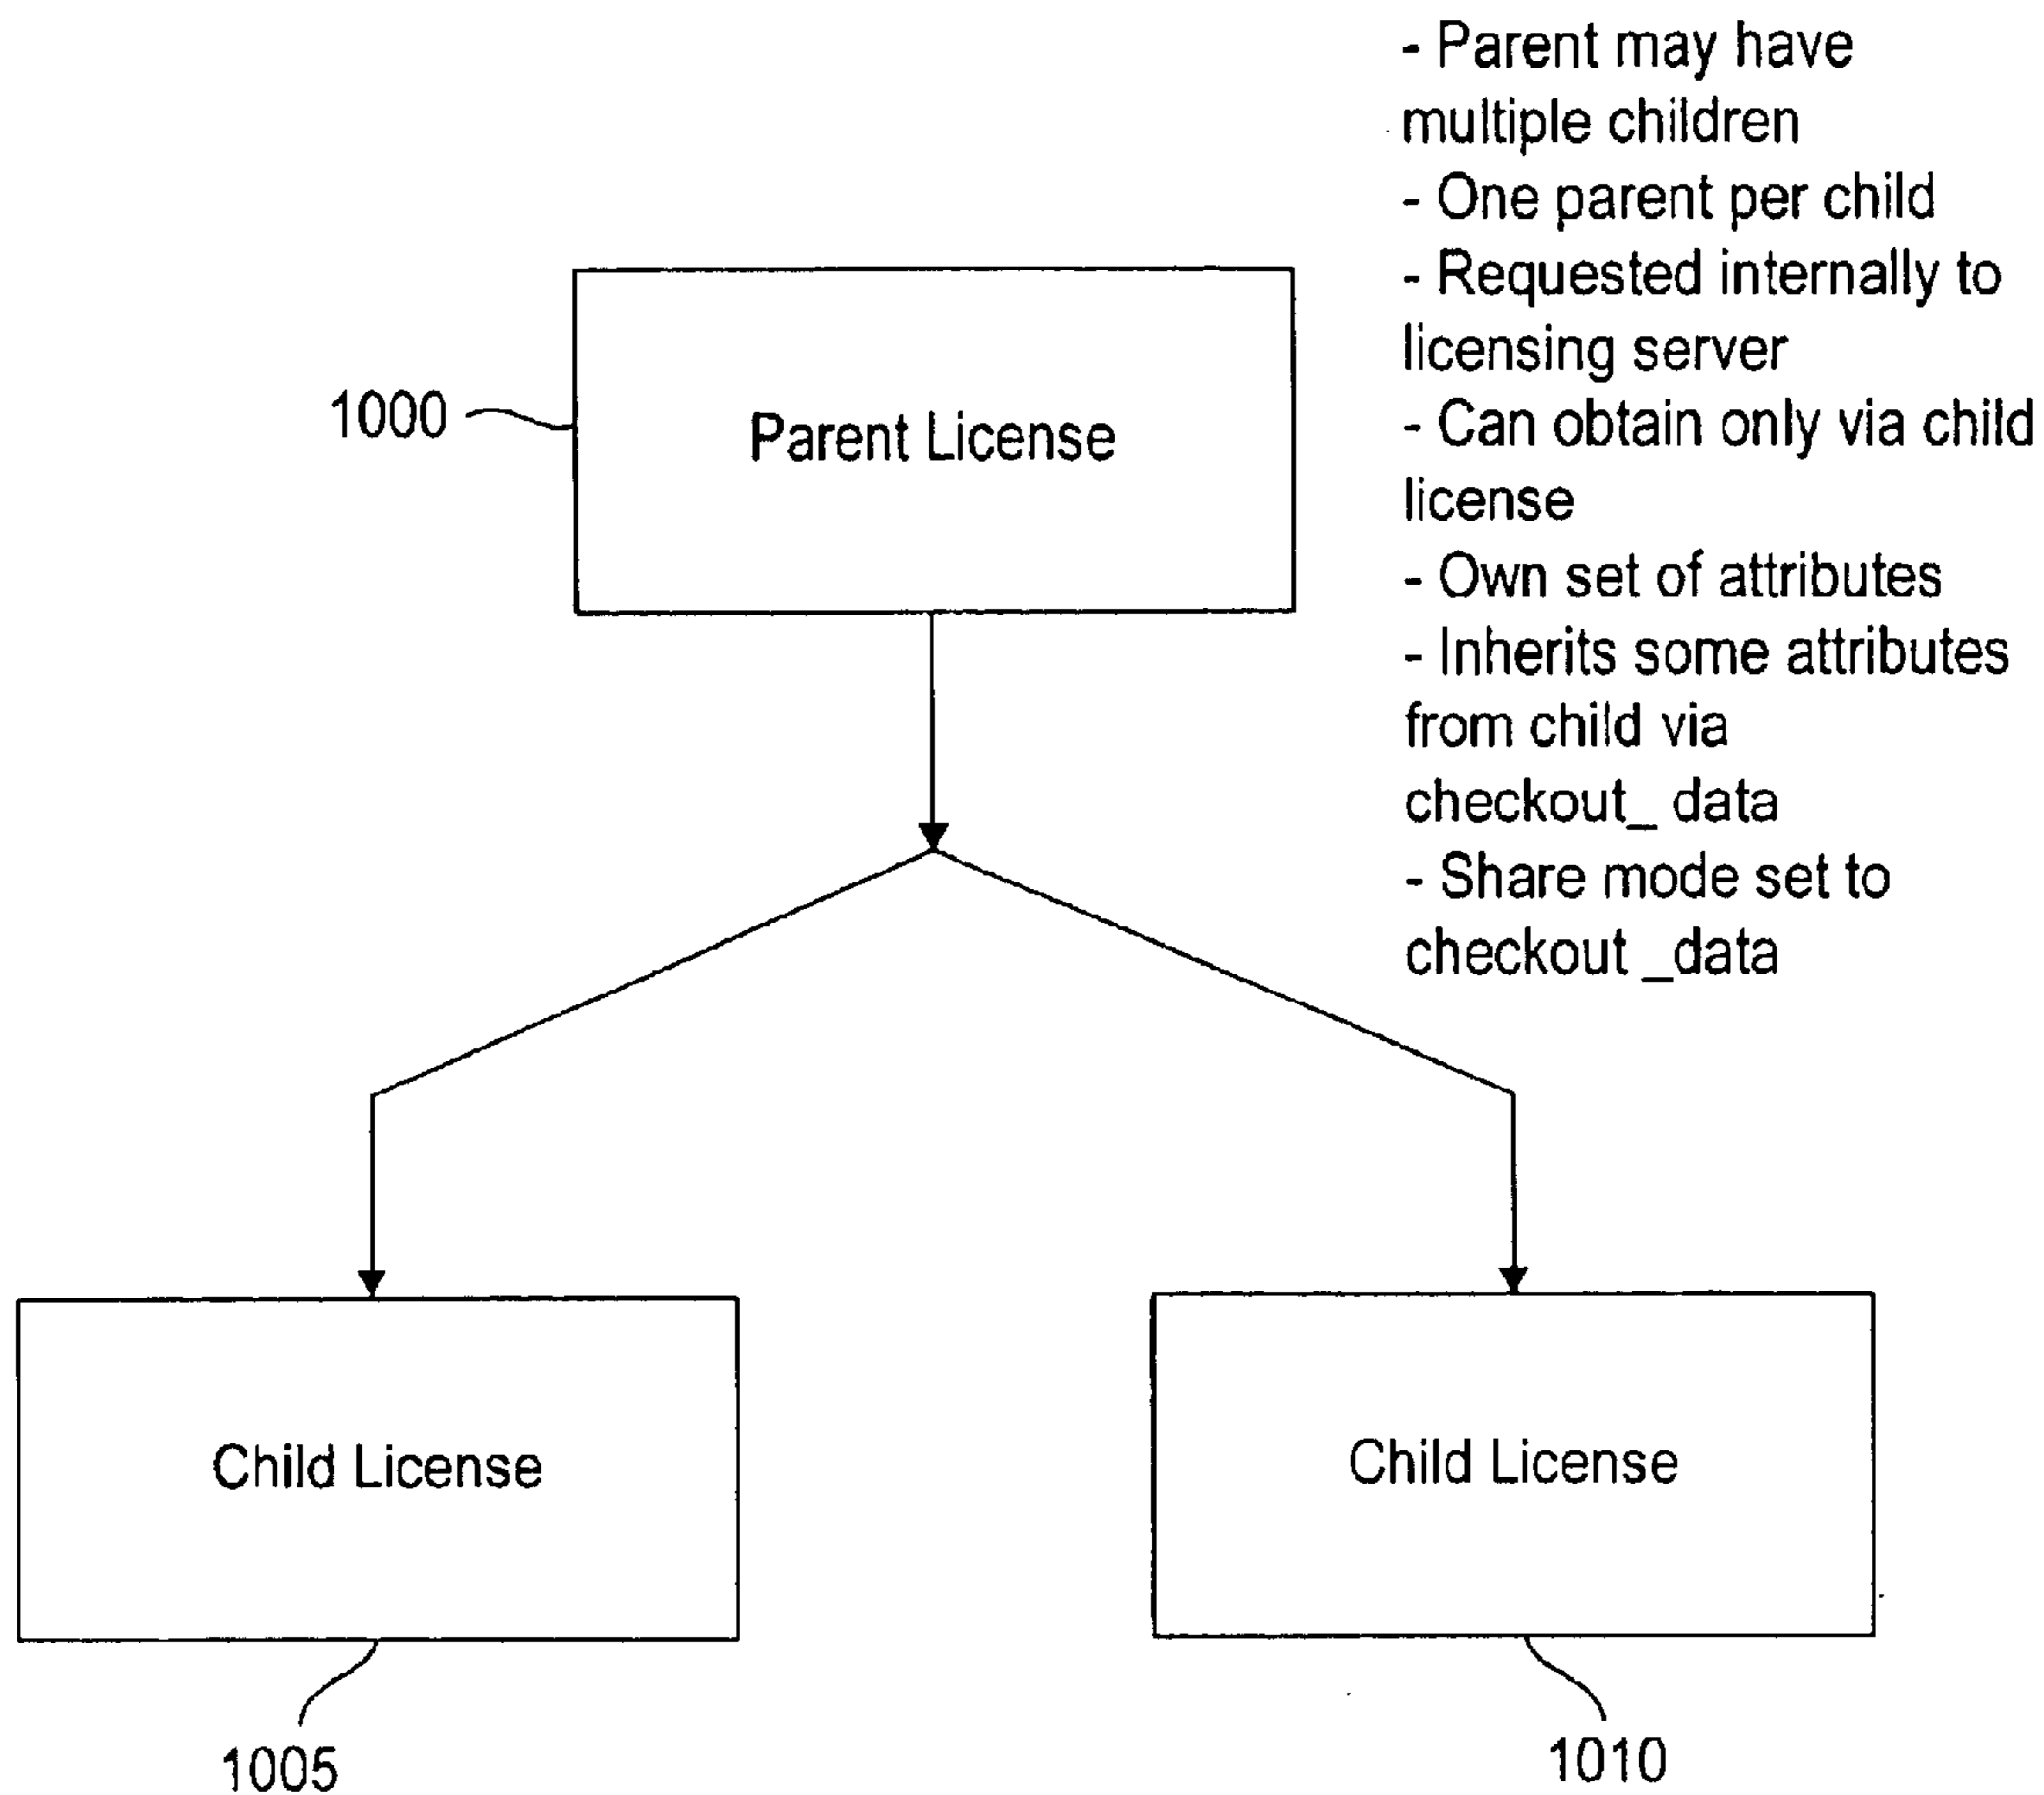 - Parent may have
multiple children
- One parent per child
- Requested internally to
licensing server
- Can obtain only via child
license
- Own set of attributes
- Inherits some attributes
from child via
checkout_ data
- Share mode set to
checkout _data
1000
Parent License
Child License
Child License
1005
1010